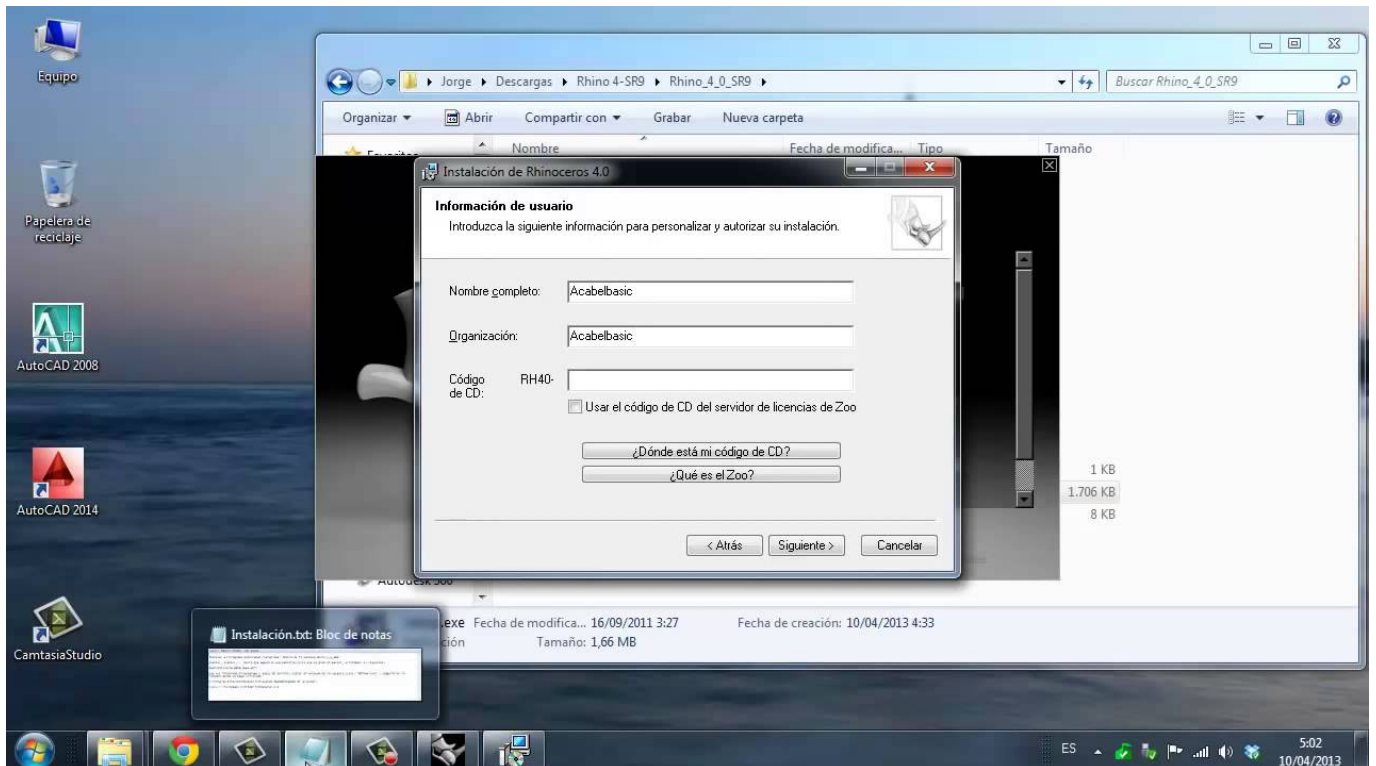 Equipo
Papelera de
reciclaje
AutoCAD 2008
AutoCAD 2014
CamtasiaStudio
Jorge
Descargas
Rhino 4-SR9
Rhino_4_0_SR9
Buscar Rhino_4_0_SR9
Organizar
Abrir
Compartir con
Grabar
Nueva carpeta
Nombre
Fecha de modifica...
Tipo
Tamaño
Instalación de Rhinoceros 4.0
Información de usuario
Introduzca la siguiente información para personalizar y autorizar su instalación.
Nombre completo:
Acabelbasic
Organización:
Acabelbasic
Código
de CD:
RH40-
Usar el código de CD del servidor de licencias de Zoo
¿Dónde está mi código de CD?
¿Qué es el Zoo?
< Atrás
Siguiente >
Cancelar
1 KB
1.706 KB
8 KB
.exe
Fecha de modifica... 16/09/2011 3:27
Fecha de creación: 10/04/2013 4:33
Tamaño: 1,66 MB
Instalación.txt: Bloc de notas
ES
5:02
10/04/2013